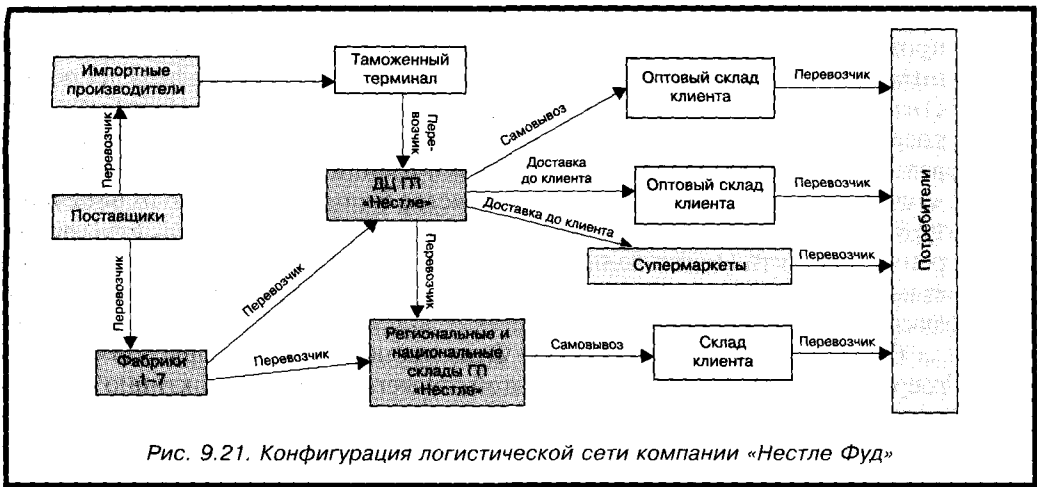 Импортные
производители
Таможенный
терминал
Оптовый склад
клиента
Перевозчик
Перевозчик
Пере-
возчик
Самовывоз
Поставщики
ДЦ ГП
«Нестле»
Доставка
до клиента
Оптовый склад
клиента
Перевозчик
Доставка до клиента
Супермаркеты
Перевозчик
Потребители
Перевозчик
Перевозчик
Перевозчик
Фабрики
1–7
Перевозчик
Региональные и
национальные
склады ГП
«Нестле»
Самовывоз
Склад
клиента
Перевозчик
Рис. 9.21. Конфигурация логистической сети компании «Нестле Фуд»